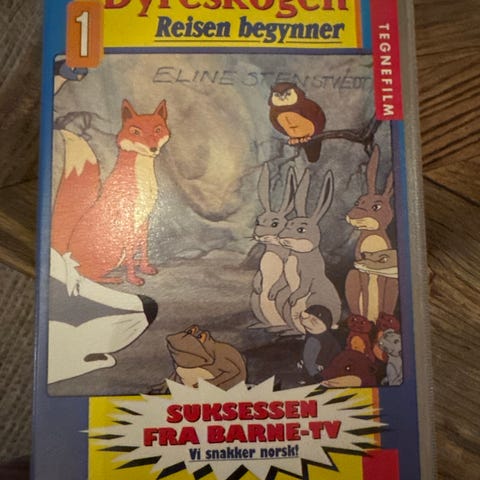 Dyreskogen
1
Reisen begynner
TEGNEFILM
ELINE STENSTVEDT
SUKSESSEN
FRA BARNE-TV
Vi snakker norsk!